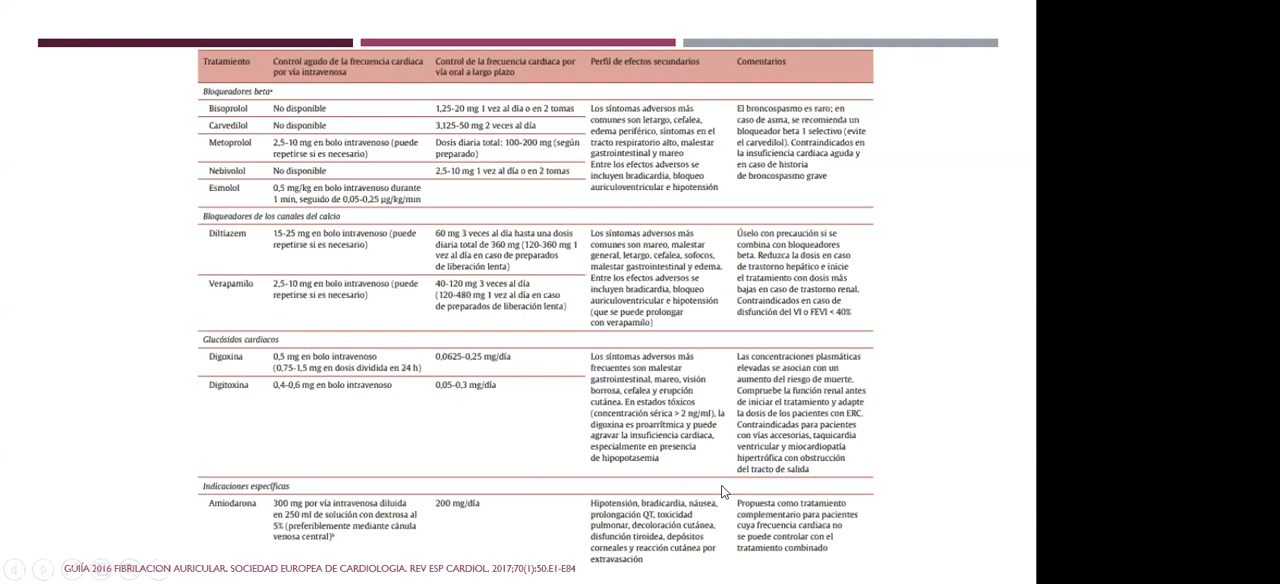 Tratamiento
Control agudo de la frecuencia cardiaca
por vía intravenosa
Control de la frecuencia cardiaca por
vía oral a largo plazo
Perfil de efectos secundarios
Comentarios
Bloqueadores betaᵃ
Bisoprolol
No disponible
1,25-20 mg 1 vez al día o en 2 tomas
Carvedilol
No disponible
3,125-50 mg 2 veces al día
Metoprolol
2,5-10 mg en bolo intravenoso (puede
repetirse si es necesario)
Dosis diaria total: 100-200 mg (según
preparado)
Nebivolol
No disponible
2,5-10 mg 1 vez al día o en 2 tomas
Esmolol
0,5 mg/kg en bolo intravenoso durante
1 min, seguido de 0,05-0,25 µg/kg/min
Los síntomas adversos más
comunes son letargo, cefalea,
edema periférico, síntomas en el
tracto respiratorio alto, malestar
gastrointestinal y mareo
Entre los efectos adversos se
incluyen bradicardia, bloqueo
auriculoventricular e hipotensión
El broncospasmo es raro; en
caso de asma, se recomienda un
bloqueador beta 1 selectivo (evite
el carvedilol). Contraindicados en
la insuficiencia cardiaca aguda y
en caso de historia
de broncospasmo grave
Bloqueadores de los canales del calcio
Diltiazem
15-25 mg en bolo intravenoso (puede
repetirse si es necesario)
60 mg 3 veces al día hasta una dosis
diaria total de 360 mg (120-360 mg 1
vez al día en caso de preparados
de liberación lenta)
Verapamilo
2,5-10 mg en bolo intravenoso (puede
repetirse si es necesario)
40-120 mg 3 veces al día
(120-480 mg 1 vez al día en caso
de preparados de liberación lenta)
Los síntomas adversos más
comunes son mareo, malestar
general, letargo, cefalea, sofocos,
malestar gastrointestinal y edema.
Entre los efectos adversos se
incluyen bradicardia, bloqueo
auriculoventricular e hipotensión
(que se puede prolongar
con verapamilo)
Úselo con precaución si se
combina con bloqueadores
beta. Reduzca la dosis en caso
de trastorno hepático e inicie
el tratamiento con dosis más
bajas en caso de trastorno renal.
Contraindicados en caso de
disfunción del VI o FEVI < 40%
Glucósidos cardiacos
Digoxina
0,5 mg en bolo intravenoso
(0,75-1,5 mg en dosis dividida en 24 h)
0,0625-0,25 mg/día
Digitoxina
0,4-0,6 mg en bolo intravenoso
0,05-0,3 mg/día
Los síntomas adversos más
frecuentes son malestar
gastrointestinal, mareo, visión
borrosa, cefalea y erupción
cutánea. En estados tóxicos
(concentración sérica > 2 ng/ml), la
digoxina es proarrítmica y puede
agravar la insuficiencia cardiaca,
especialmente en presencia
de hipopotasemia
Las concentraciones plasmáticas
elevadas se asocian con un
aumento del riesgo de muerte.
Compruebe la función renal antes
de iniciar el tratamiento y adapte
la dosis de los pacientes con ERC.
Contraindicadas para pacientes
con vías accesorias, taquicardia
ventricular y miocardiopatía
hipertrófica con obstrucción
del tracto de salida
Indicaciones específicas
Amiodarona
300 mg por vía intravenosa diluida
en 250 ml de solución con dextrosa al
5% (preferiblemente mediante cánula
venosa central)ᵇ
200 mg/día
Hipotensión, bradicardia, náusea,
prolongación QT, toxicidad
pulmonar, decoloración cutánea,
disfunción tiroidea, depósitos
corneales y reacción cutánea por
extravasación
Propuesta como tratamiento
complementario para pacientes
cuya frecuencia cardiaca no
se puede controlar con el
tratamiento combinado
GUIÍA 2016 FIBRILACION AURICULAR. SOCIEDAD EUROPEA DE CARDIOLOGIA. REV ESP CARDIOL. 2017;70(1):50.E1-E84